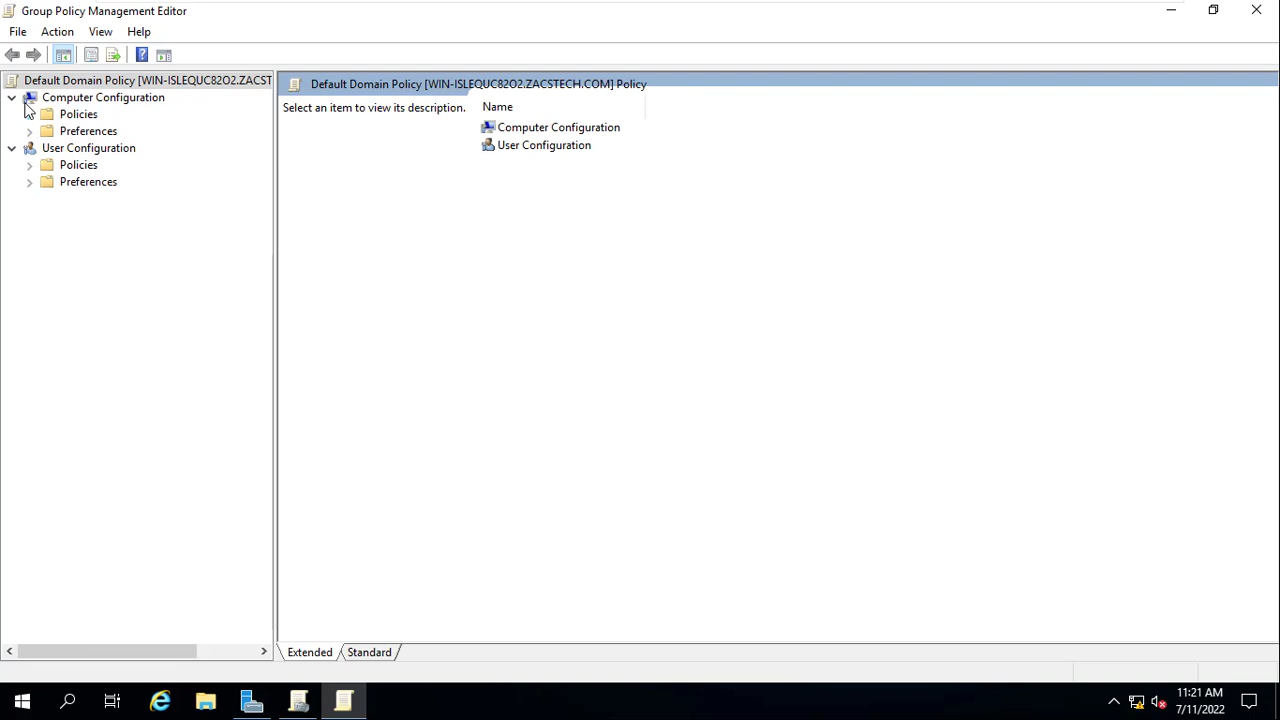 Group Policy Management Editor
File Action View Help
Default Domain Policy [WIN-ISLEQUC82O2.ZACST
Computer Configuration
Policies
Preferences
User Configuration
Policies
Preferences
Default Domain Policy [WIN-ISLEQUC82O2.ZACSTECH.COM] Policy
Select an item to view its description.
Name
Computer Configuration
User Configuration
Extended Standard
11:21 AM
7/11/2022